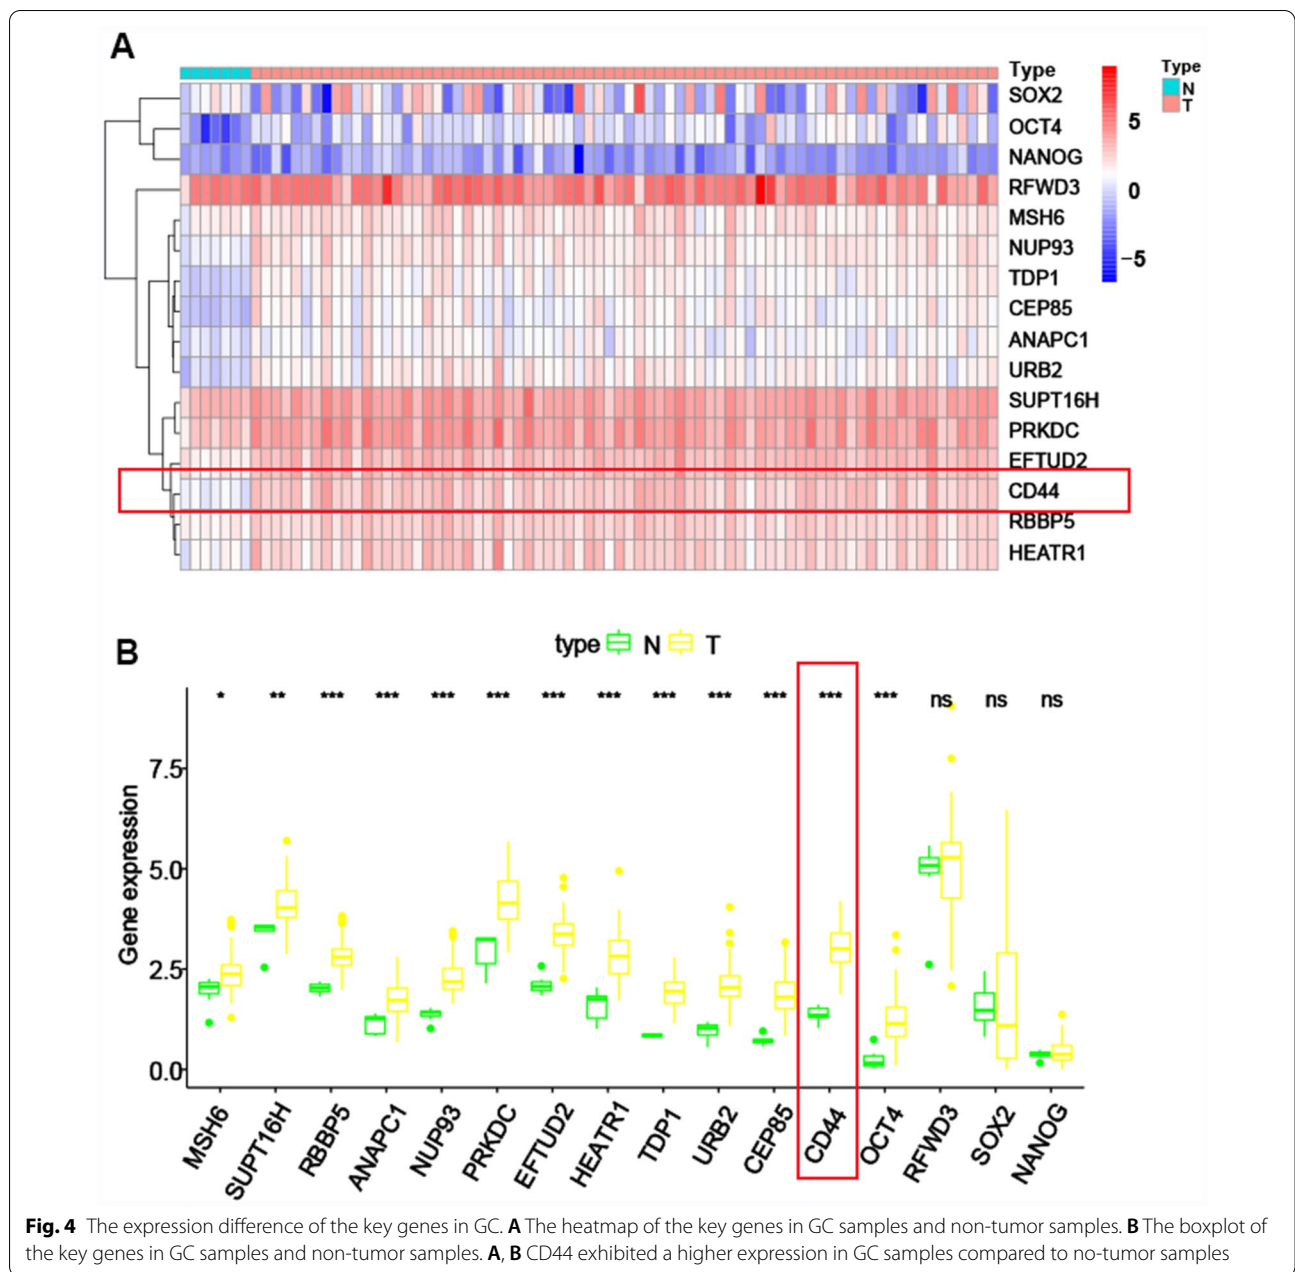 A
Type
SOX2
OCT4
NANOG
RFWD3
MSH6
NUP93
TDP1
CEP85
ANAPC1
URB2
SUPT16H
PRKDC
EFTUD2
CD44
RBBP5
HEATR1
5
0
−5
Type
N
T
B
type N T
* ** *** *** *** *** *** *** *** *** *** *** *** ns ns ns
Gene expression
7.5
5.0
2.5
0.0
MSH6
SUPT16H
RBBP5
ANAPC1
NUP93
PRKDC
EFTUD2
HEATR1
TDP1
URB2
CEP85
CD44
OCT4
RFWD3
SOX2
NANOG
Fig. 4 The expression difference of the key genes in GC. A The heatmap of the key genes in GC samples and non-tumor samples. B The boxplot of
the key genes in GC samples and non-tumor samples. A, B CD44 exhibited a higher expression in GC samples compared to no-tumor samples